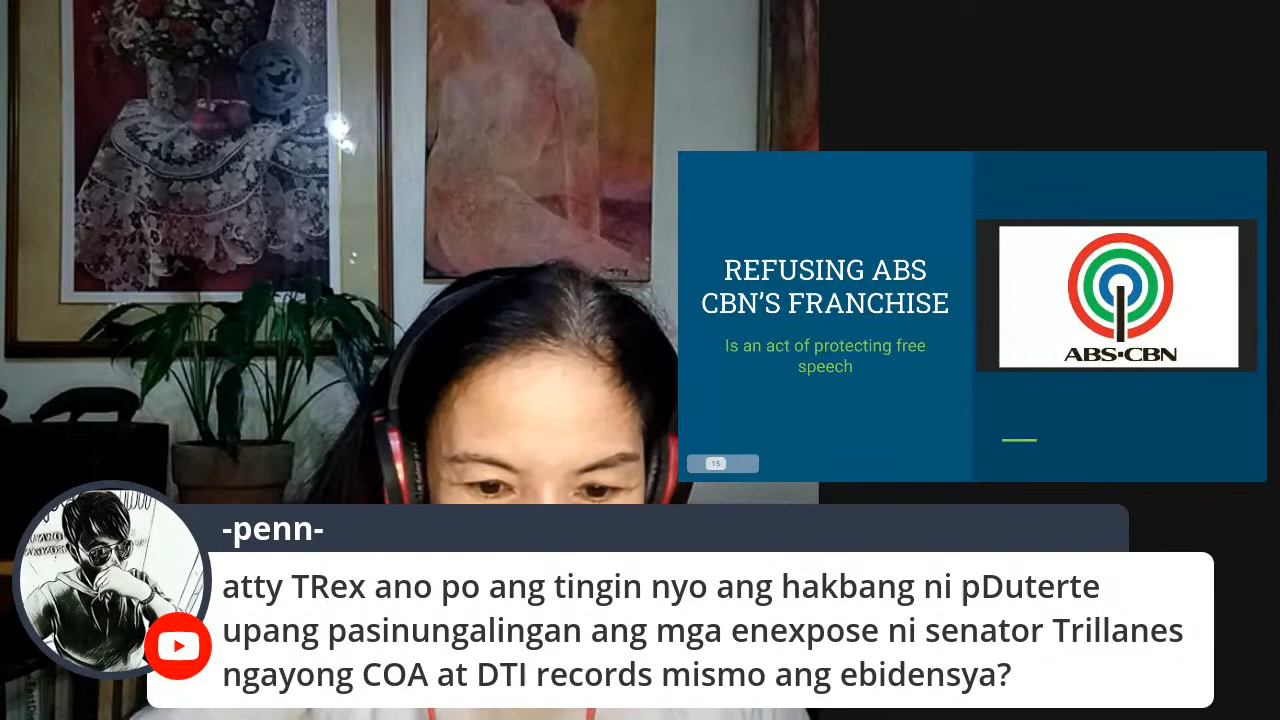 REFUSING ABS
CBN'S FRANCHISE
Is an act of protecting free
speech
ABS-CBN
15
-penn-
atty TRex ano po ang tingin nyo ang hakbang ni pDuterte
upang pasinungalingan ang mga enexpose ni senator Trillanes
ngayong COA at DTI records mismo ang ebidensya?